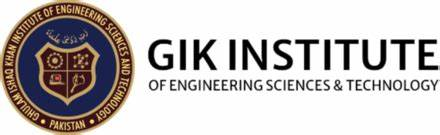 GHULAM ISHAQ KHAN INSTITUTE OF ENGINEERING SCIENCES AND TECHNOLOGY
• PAKISTAN •
GIK INSTITUTE
OF ENGINEERING SCIENCES & TECHNOLOGY